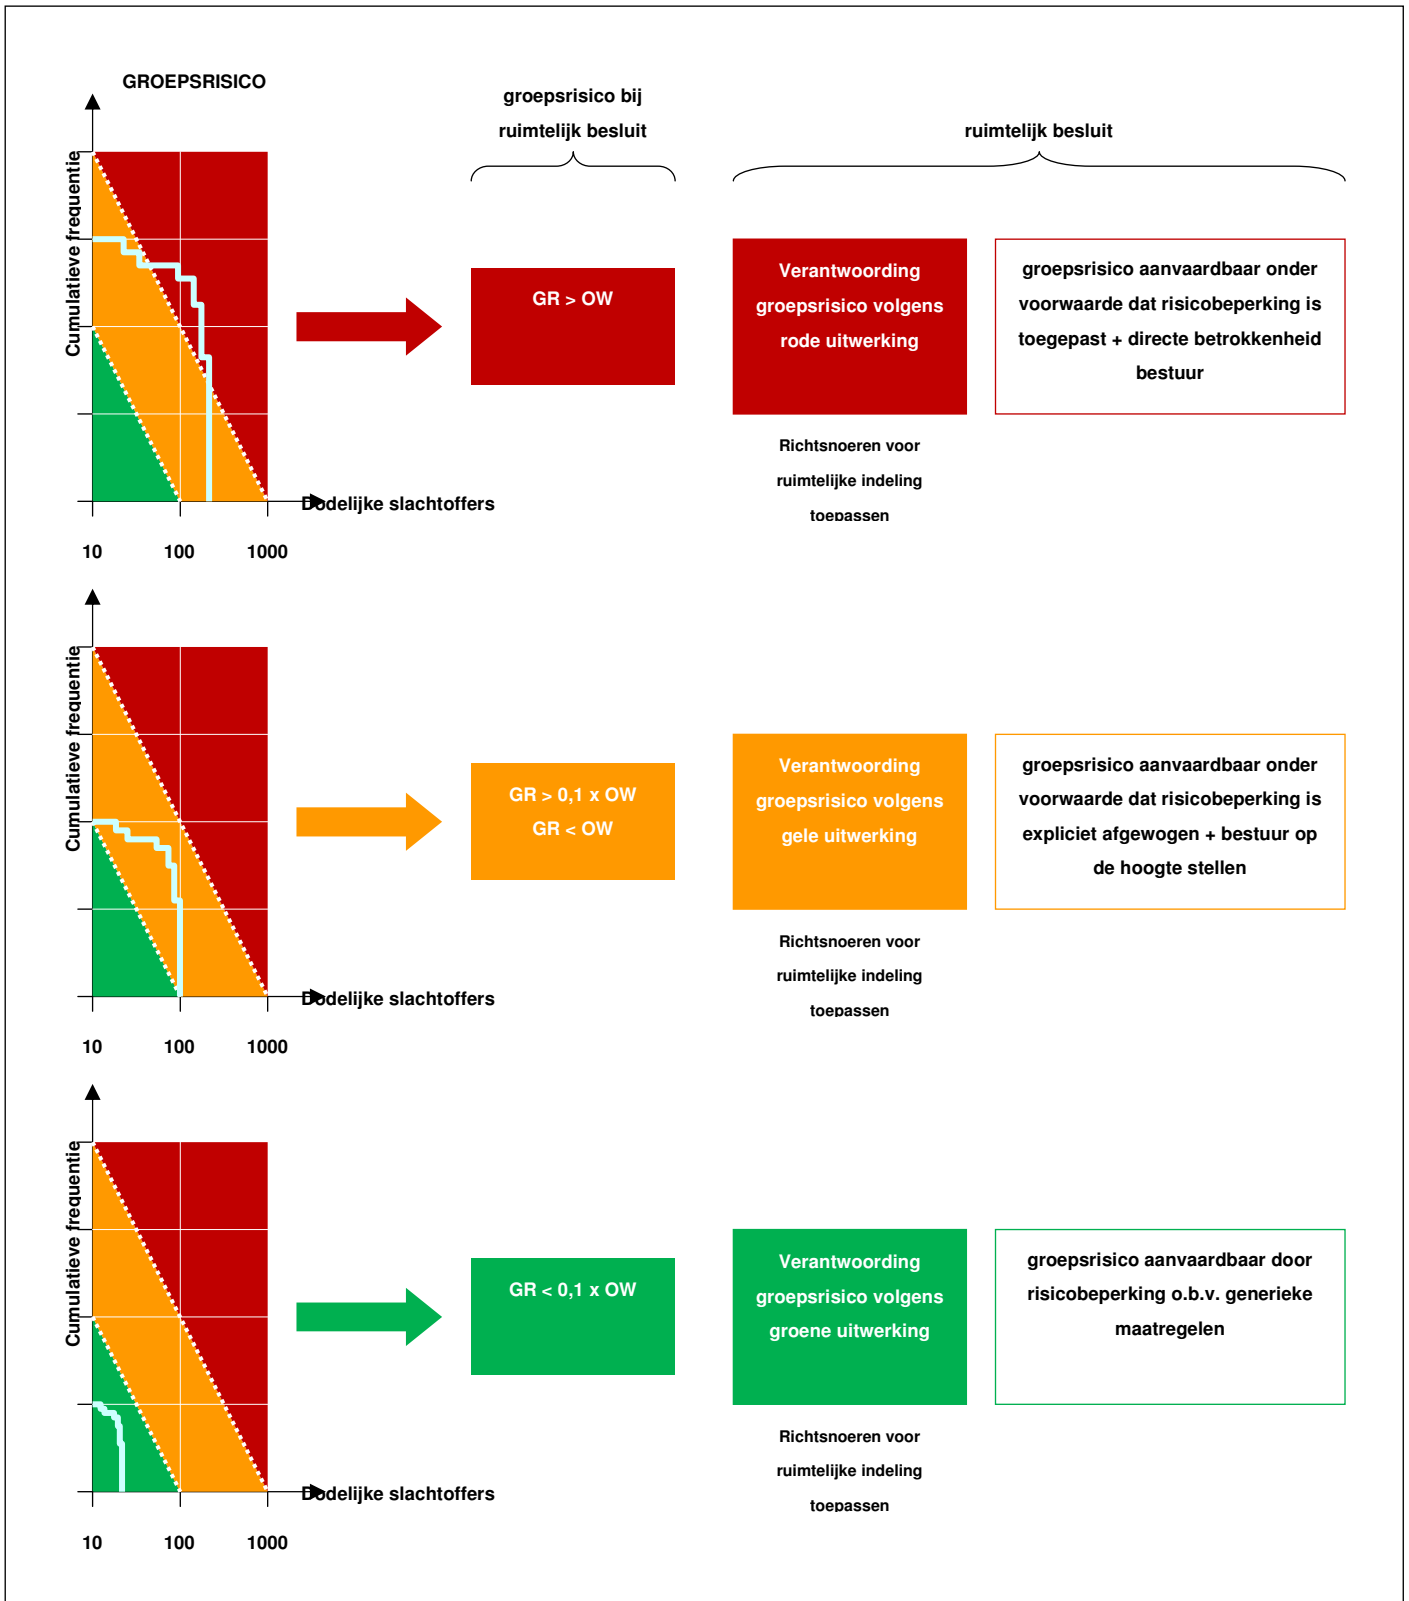 GROEPSRISICO
groepsrisico bij
ruimtelijk besluit
ruimtelijk besluit
Cumulatieve frequentie
GR > OW
Verantwoording
groepsrisico volgens
rode uitwerking
groepsrisico aanvaardbaar onder
voorwaarde dat risicobeperking is
toegepast + directe betrokkenheid
bestuur
Richtsnoeren voor
ruimtelijke indeling
toepassen
Dodelijke slachtoffers
10 100 1000
Cumulatieve frequentie
GR > 0,1 x OW
GR < OW
Verantwoording
groepsrisico volgens
gele uitwerking
groepsrisico aanvaardbaar onder
voorwaarde dat risicobeperking is
expliciet afgewogen + bestuur op
de hoogte stellen
Richtsnoeren voor
ruimtelijke indeling
toepassen
Dodelijke slachtoffers
10 100 1000
Cumulatieve frequentie
GR < 0,1 x OW
Verantwoording
groepsrisico volgens
groene uitwerking
groepsrisico aanvaardbaar door
risicobeperking o.b.v. generieke
maatregelen
Richtsnoeren voor
ruimtelijke indeling
toepassen
Dodelijke slachtoffers
10 100 1000